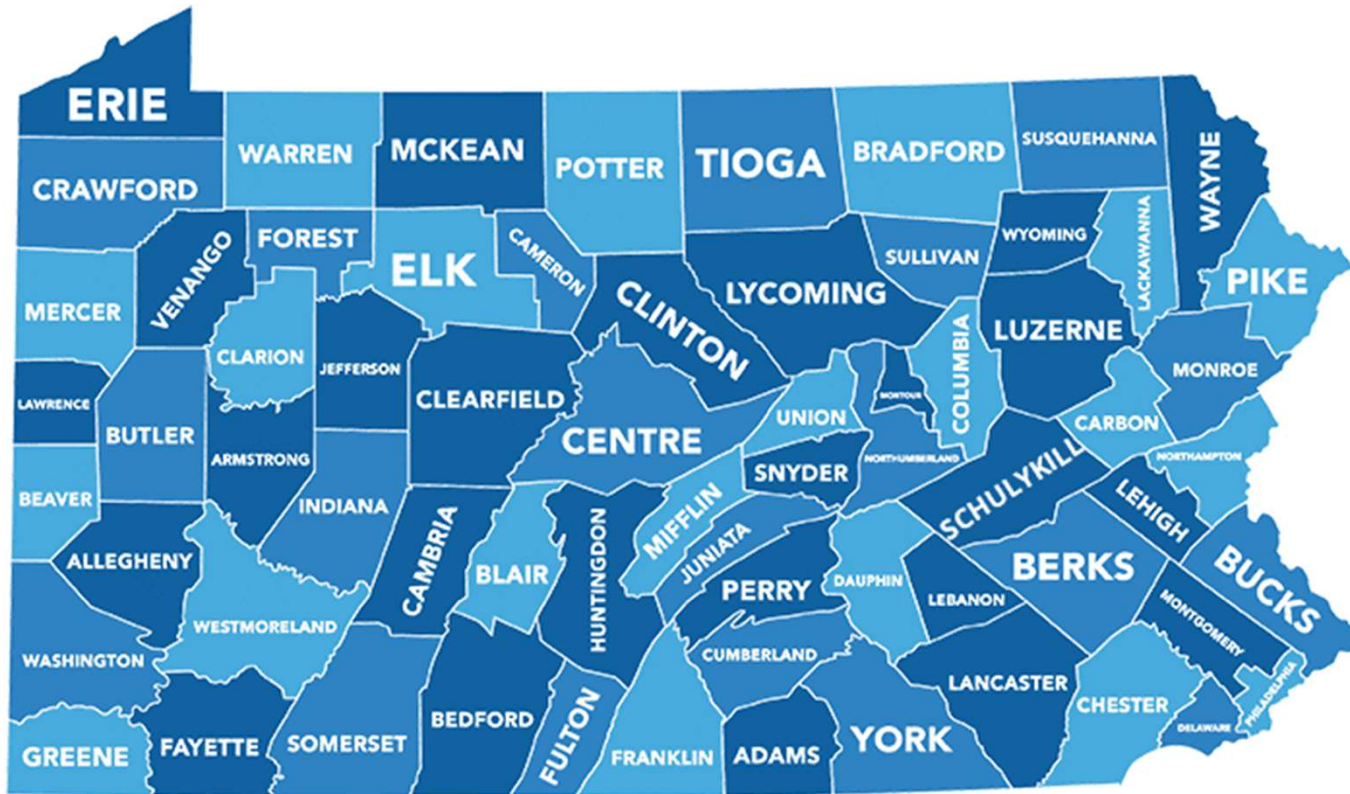 ERIE
WARREN
MCKEAN
POTTER
TIOGA
BRADFORD
SUSQUEHANNA
WAYNE
CRAWFORD
VENANGO
FOREST
ELK
CAMERON
CLINTON
LYCOMING
SULLIVAN
WYOMING
LACKAWANNA
PIKE
MERCER
CLARION
JEFFERSON
CLEARFIELD
CENTRE
UNION
MONTOUR
COLUMBIA
LUZERNE
MONROE
LAWRENCE
BUTLER
ARMSTRONG
INDIANA
SNYDER
NORTHUMBERLAND
SCHULYKILL
CARBON
NORTHAMPTON
LEHIGH
BEAVER
ALLEGHENY
CAMBRIA
BLAIR
HUNTINGDON
MIFFLIN
JUNIATA
PERRY
DAUPHIN
LEBANON
BERKS
BUCKS
MONTGOMERY
WESTMORELAND
WASHINGTON
CUMBERLAND
LANCASTER
CHESTER
PHILADELPHIA
DELAWARE
GREENE
FAYETTE
SOMERSET
BEDFORD
FULTON
FRANKLIN
ADAMS
YORK